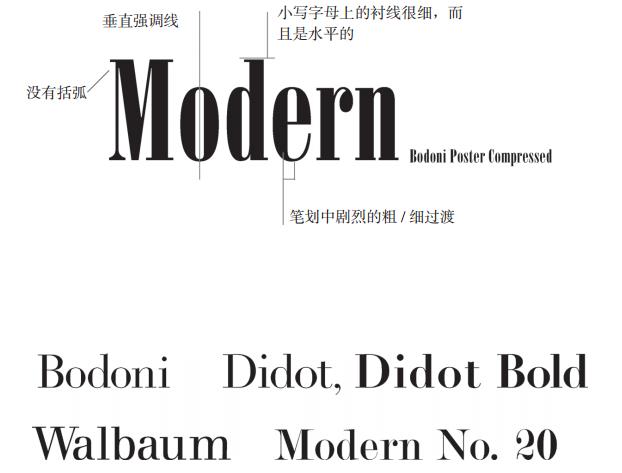 垂直强调线
小写字母上的衬线很细，而
且是水平的
没有括弧
Modern
Bodoni Poster Compressed
笔划中剧烈的粗 / 细过渡
Bodoni Didot, Didot Bold
Walbaum Modern No. 20